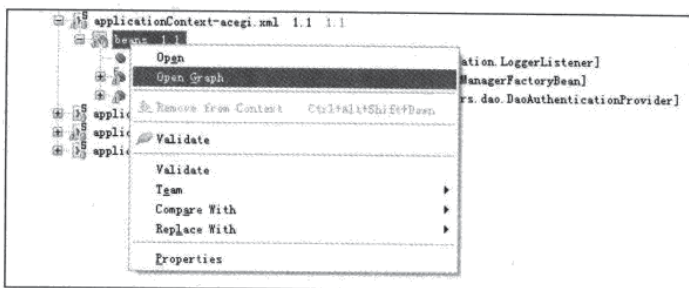 applicationContext-acegi.xml 1.1 1.1
beans 1.1
Open
ation.LoggerListener]
Open Graph
ManagerFactoryBean]
rs.dao.DaoAuthenticationProvider]
Remove from Context Ctrl+Alt+Shift+Down
applic
applic
Validate
applic
Validate
Team
Compare With
Replace With
Properties